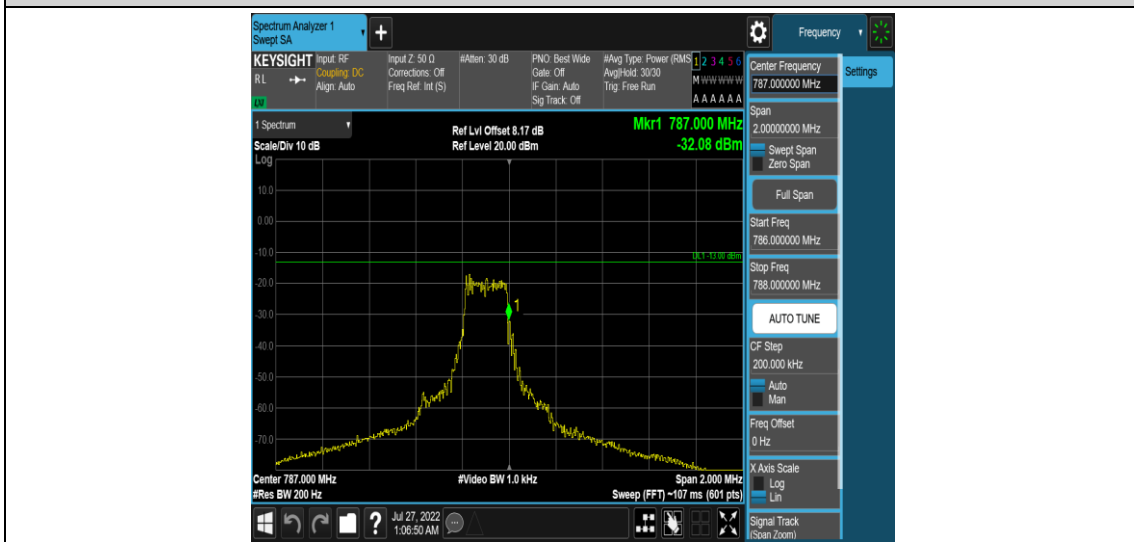 Spectrum Analyzer 1
Swept SA
+
Frequency
KEYSIGHT
RL
Input: RF
Coupling: DC
Align: Auto
Input Z: 50 Ω
Corrections: Off
Freq Ref: Int (S)
#Atten: 30 dB
PNO: Best Wide
Gate: Off
IF Gain: Auto
Sig Track: Off
#Avg Type: Power (RMS
Avg|Hold: 30/30
Trig: Free Run
1 2 3 4 5 6
M W W W W W
A A A A A A
LXI
1 Spectrum
Scale/Div 10 dB
Ref Lvl Offset 8.17 dB
Ref Level 20.00 dBm
Mkr1 787.000 MHz
-32.08 dBm
Log
10.0
0.00
-10.0
DL1 -13.00 dBm
-20.0
-30.0
1
-40.0
-50.0
-60.0
-70.0
Center 787.000 MHz
#Video BW 1.0 kHz
Span 2.000 MHz
#Res BW 200 Hz
Sweep (FFT) ~107 ms (601 pts)
?
Jul 27, 2022
1:06:50 AM
Center Frequency
787.000000 MHz
Settings
Span
2.00000000 MHz
Swept Span
Zero Span
Full Span
Start Freq
786.000000 MHz
Stop Freq
788.000000 MHz
AUTO TUNE
CF Step
200.000 kHz
Auto
Man
Freq Offset
0 Hz
X Axis Scale
Log
Lin
Signal Track
(Span Zoom)